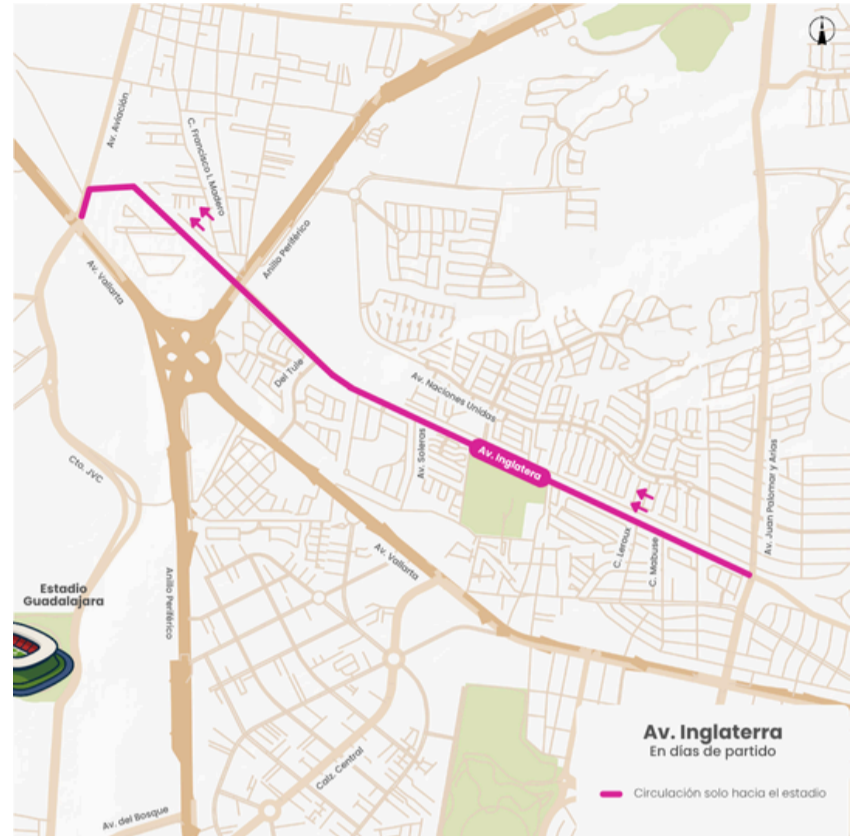 Av. Aviación
C. Francisco I. Madero
Anillo Periférico
Av. Vallarta
Del Tule
Av. Naciones Unidas
Av. Soleras
Av. Inglatera
Av. Juan Palomar y Arias
Cto. JVC
C. Leroux
C. Mabuse
Av. Vallarta
Anillo Periférico
Estadio
Guadalajara
Calz. Central
Av. del Bosque
Av. Inglaterra
En días de partido
Circulación solo hacia el estadio